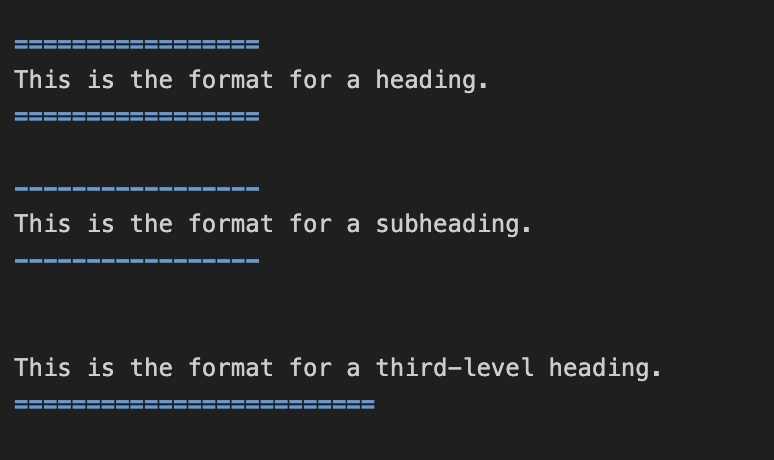 =================
This is the format for a heading.
=================
-----------------
This is the format for a subheading.
-----------------
This is the format for a third-level heading.
=========================